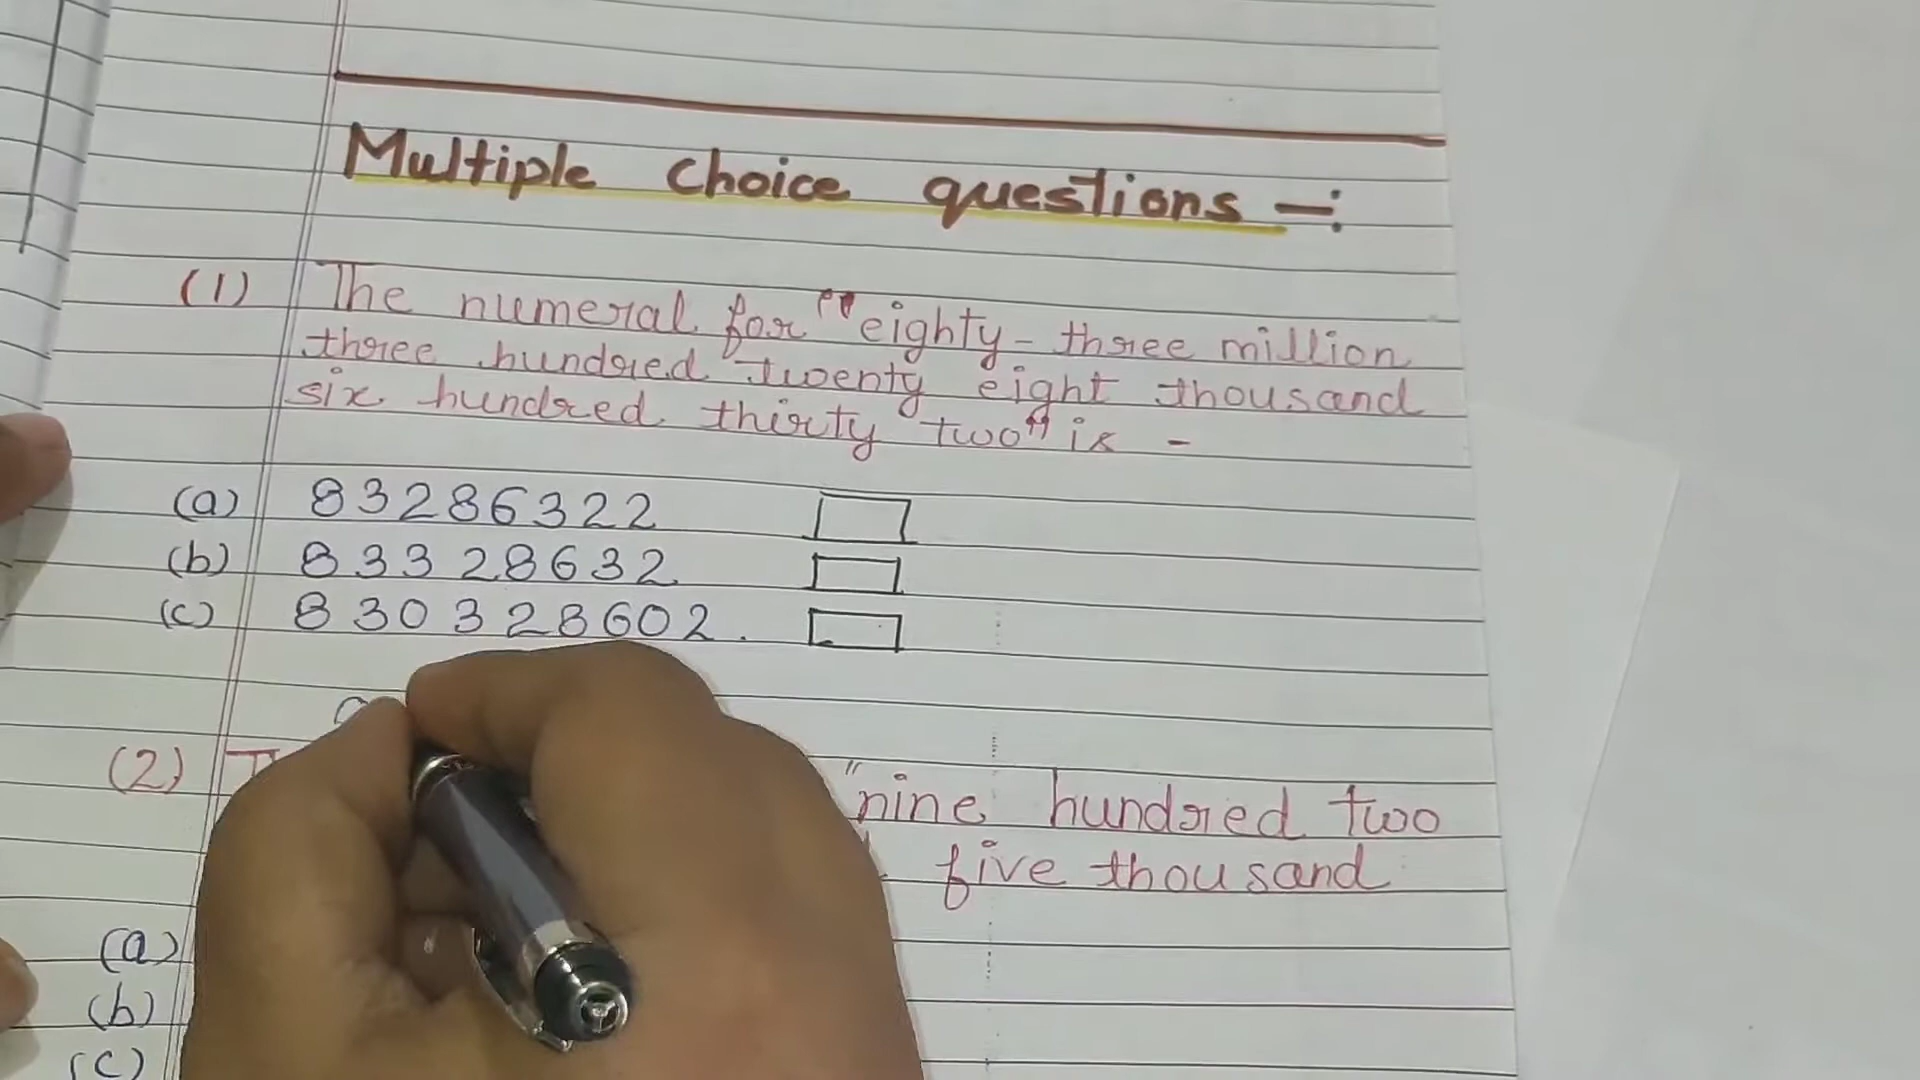 Multiple choice questions -:
(1) The numeral for "eighty-three million
three hundred twenty eight thousand
six hundred thirty two" is -
(a) 83286322
(b) 83328632
(c) 830328602.
(2) "nine hundred two
five thousand
(a)
(b)
(c)